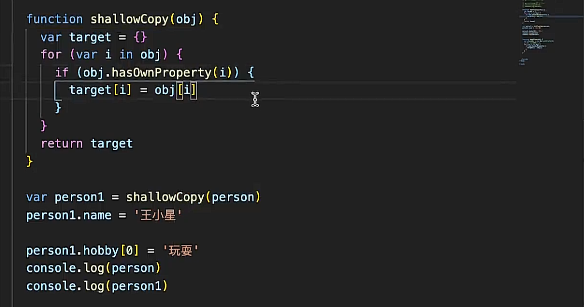 function shallowCopy(obj) {
  var target = {}
  for (var i in obj) {
    if (obj.hasOwnProperty(i)) {
      target[i] = obj[i]
    }
  }
  return target
}

var person1 = shallowCopy(person)
person1.name = '王小星'

person1.hobby[0] = '玩耍'
console.log(person)
console.log(person1)